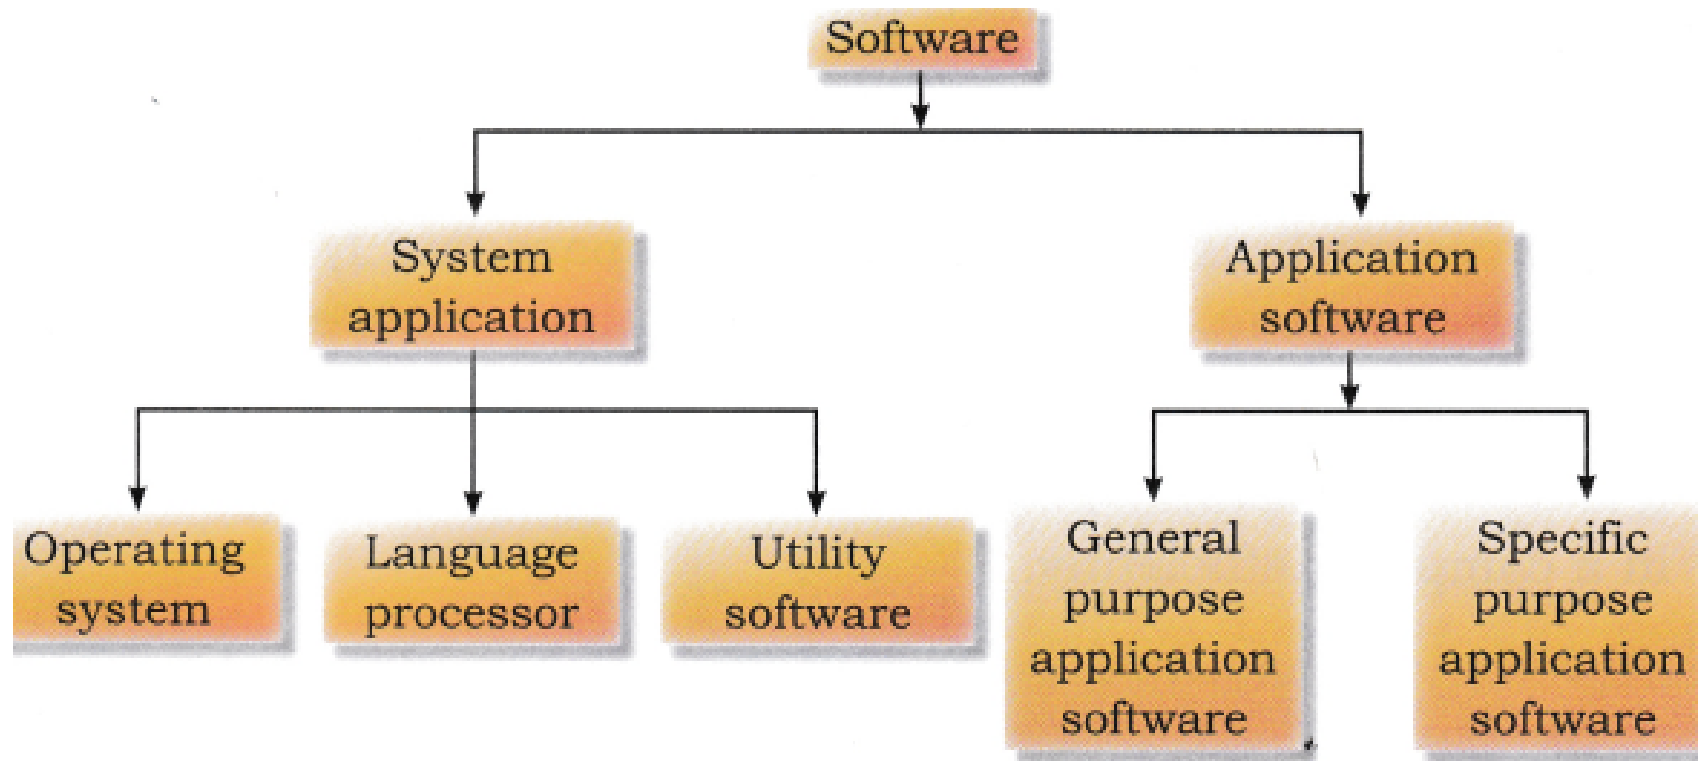 Software
System
application
Application
software
Operating
system
Language
processor
Utility
software
General
purpose
application
software
Specific
purpose
application
software